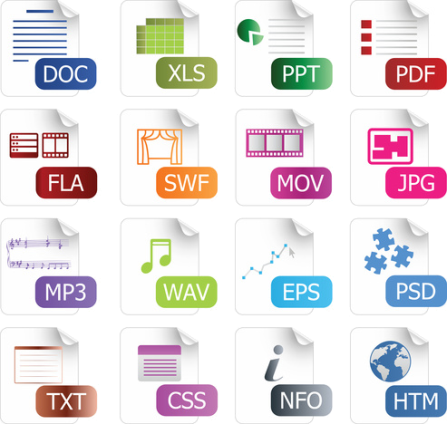 DOC
XLS
PPT
PDF
FLA
SWF
MOV
JPG
MP3
WAV
EPS
PSD
TXT
CSS
NFO
HTM